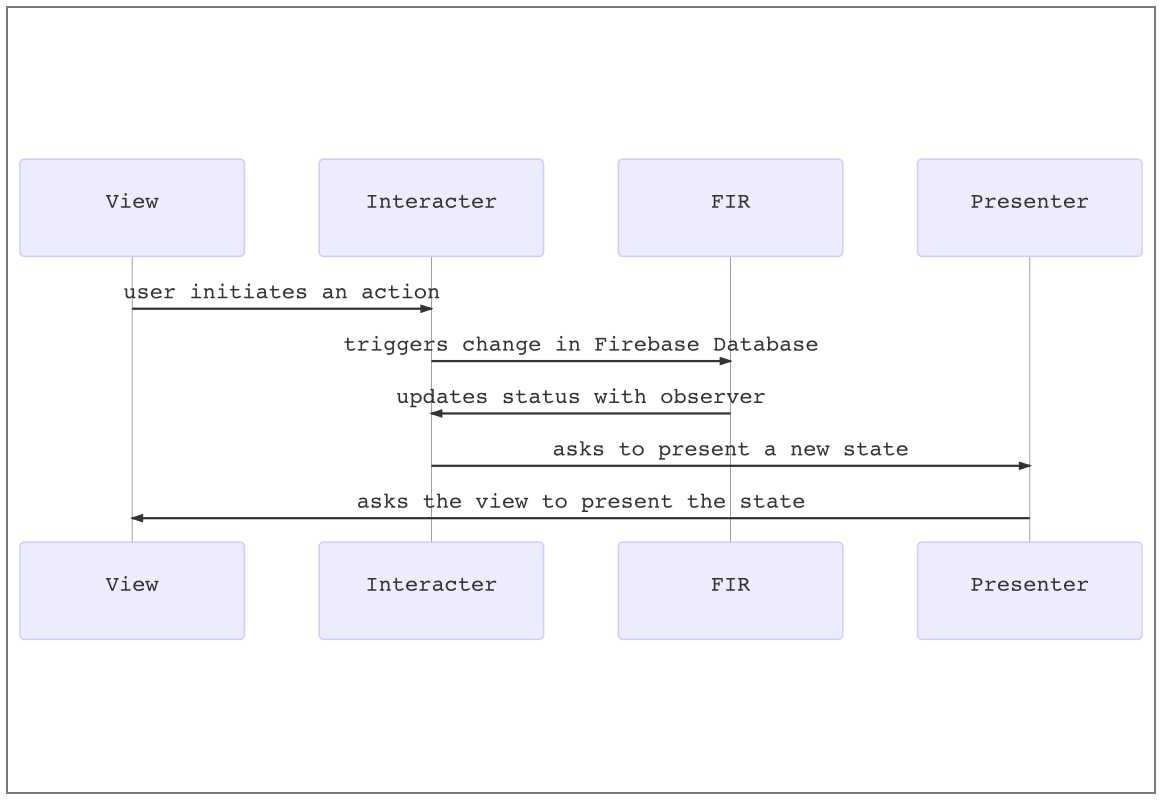 View
Interacter
FIR
Presenter
user initiates an action
triggers change in Firebase Database
updates status with observer
asks to present a new state
asks the view to present the state
View
Interacter
FIR
Presenter